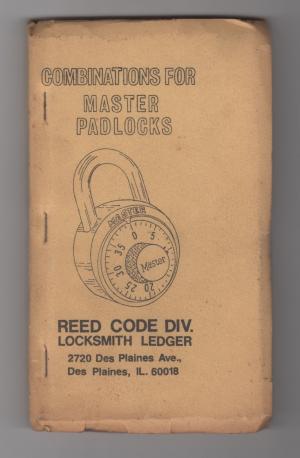 COMBINATIONS FOR
MASTER
PADLOCKS
MASTER
0
5
35
30
25
20
Master
REED CODE DIV.
LOCKSMITH LEDGER
2720 Des Plaines Ave.,
Des Plaines, IL. 60018